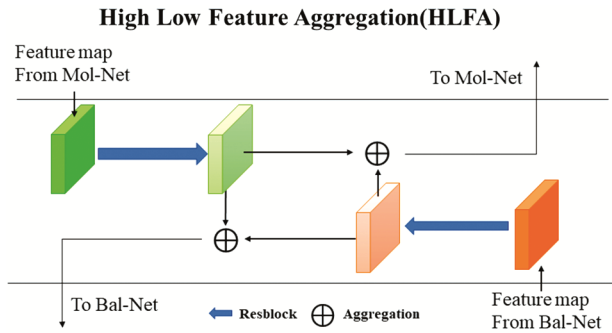 High Low Feature Aggregation(HLFA)
Feature map
From Mol-Net
To Mol-Net
To Bal-Net
Resblock
Aggregation
Feature map
From Bal-Net